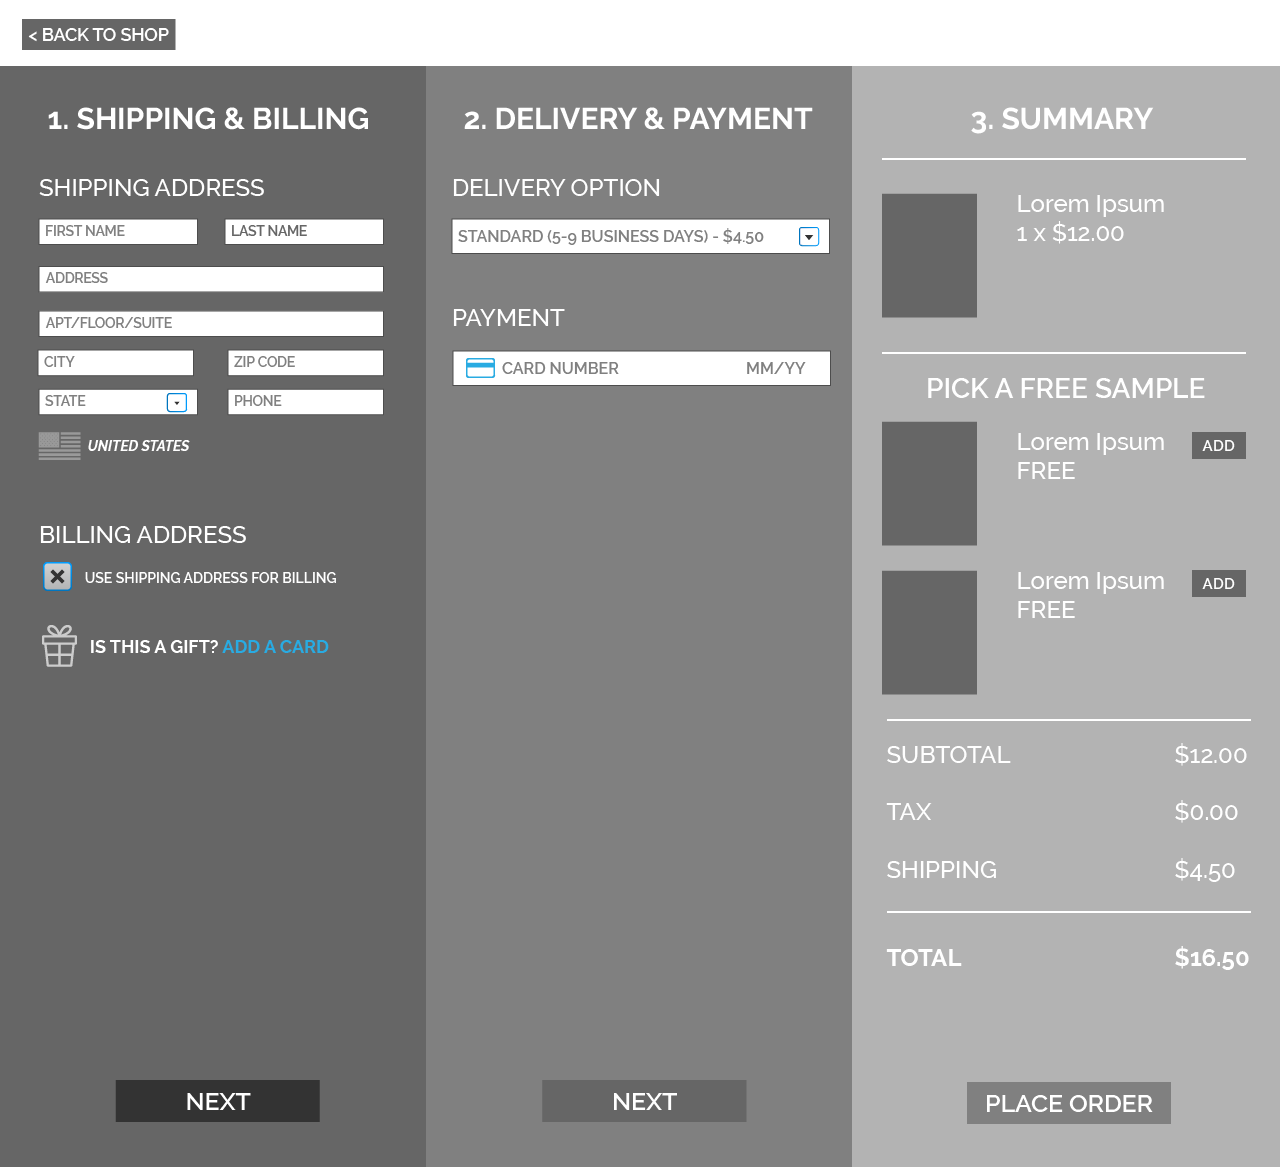 < BACK TO SHOP
1. SHIPPING & BILLING
SHIPPING ADDRESS
FIRST NAME
LAST NAME
ADDRESS
APT/FLOOR/SUITE
CITY
ZIP CODE
STATE
PHONE
UNITED STATES
BILLING ADDRESS
USE SHIPPING ADDRESS FOR BILLING
IS THIS A GIFT? ADD A CARD
NEXT
2. DELIVERY & PAYMENT
DELIVERY OPTION
STANDARD (5-9 BUSINESS DAYS) - $4.50
PAYMENT
CARD NUMBER
MM/YY
NEXT
3. SUMMARY
Lorem Ipsum
1 x $12.00
PICK A FREE SAMPLE
Lorem Ipsum
FREE
ADD
Lorem Ipsum
FREE
ADD
SUBTOTAL $12.00
TAX $0.00
SHIPPING $4.50
TOTAL $16.50
PLACE ORDER